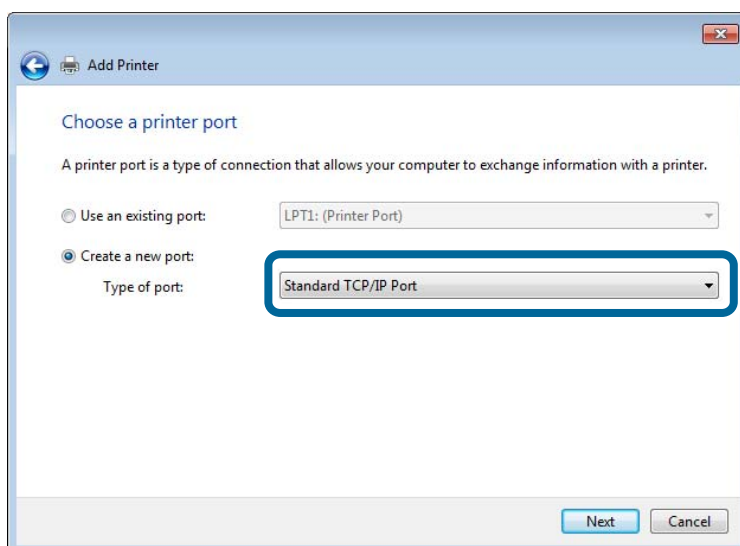 Add Printer
Choose a printer port
A printer port is a type of connection that allows your computer to exchange information with a printer.
Use an existing port: LPT1: (Printer Port)
Create a new port:
Type of port: Standard TCP/IP Port
Next Cancel